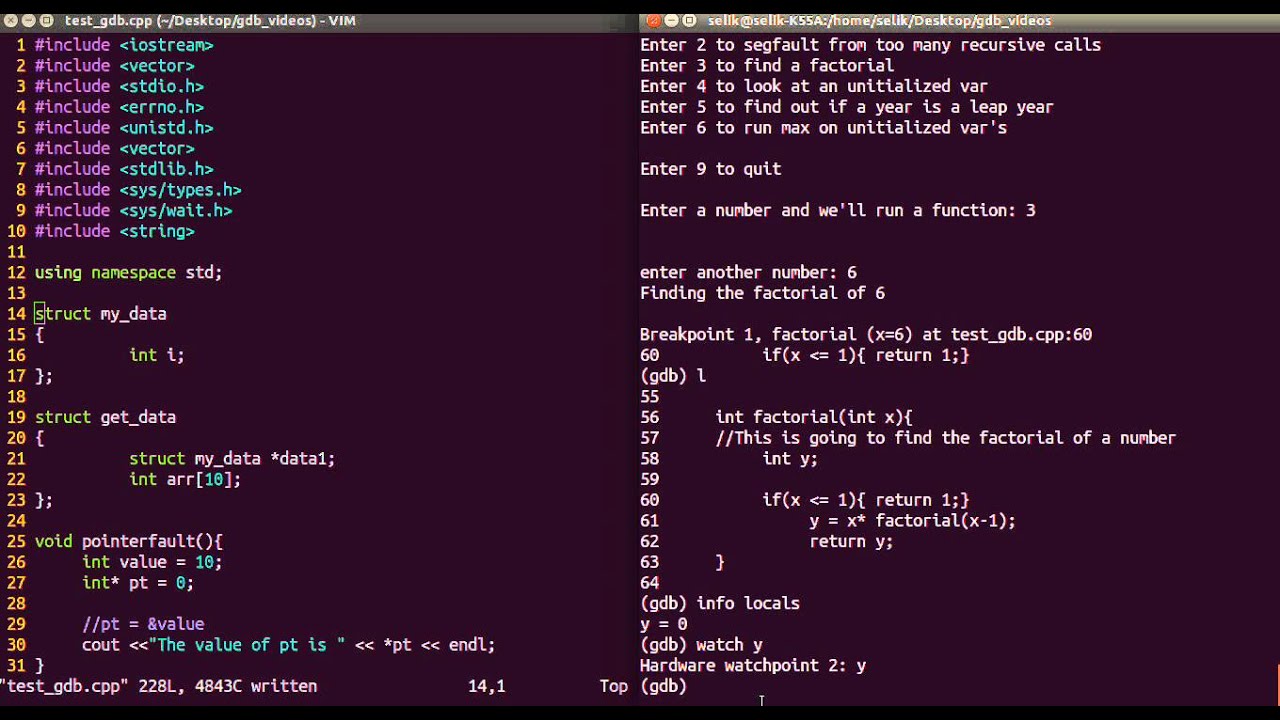 test_gdb.cpp (~/Desktop/gdb_videos) - VIM
1 #include <iostream>
2 #include <vector>
3 #include <stdio.h>
4 #include <errno.h>
5 #include <unistd.h>
6 #include <vector>
7 #include <stdlib.h>
8 #include <sys/types.h>
9 #include <sys/wait.h>
10 #include <string>
11
12 using namespace std;
13
14 struct my_data
15 {
16 int i;
17 };
18
19 struct get_data
20 {
21 struct my_data *data1;
22 int arr[10];
23 };
24
25 void pointerfault(){
26 int value = 10;
27 int* pt = 0;
28
29 //pt = &value
30 cout <<"The value of pt is " << *pt << endl;
31 }
"test_gdb.cpp" 228L, 4843C written 14,1 Top
selik@selik-K55A:/home/selik/Desktop/gdb_videos
Enter 2 to segfault from too many recursive calls
Enter 3 to find a factorial
Enter 4 to look at an unitialized var
Enter 5 to find out if a year is a leap year
Enter 6 to run max on unitialized var's
Enter 9 to quit
Enter a number and we'll run a function: 3
enter another number: 6
Finding the factorial of 6
Breakpoint 1, factorial (x=6) at test_gdb.cpp:60
60 if(x <= 1){ return 1;}
(gdb) l
55
56 int factorial(int x){
57 //This is going to find the factorial of a number
58 int y;
59
60 if(x <= 1){ return 1;}
61 y = x* factorial(x-1);
62 return y;
63 }
64
(gdb) info locals
y = 0
(gdb) watch y
Hardware watchpoint 2: y
(gdb)